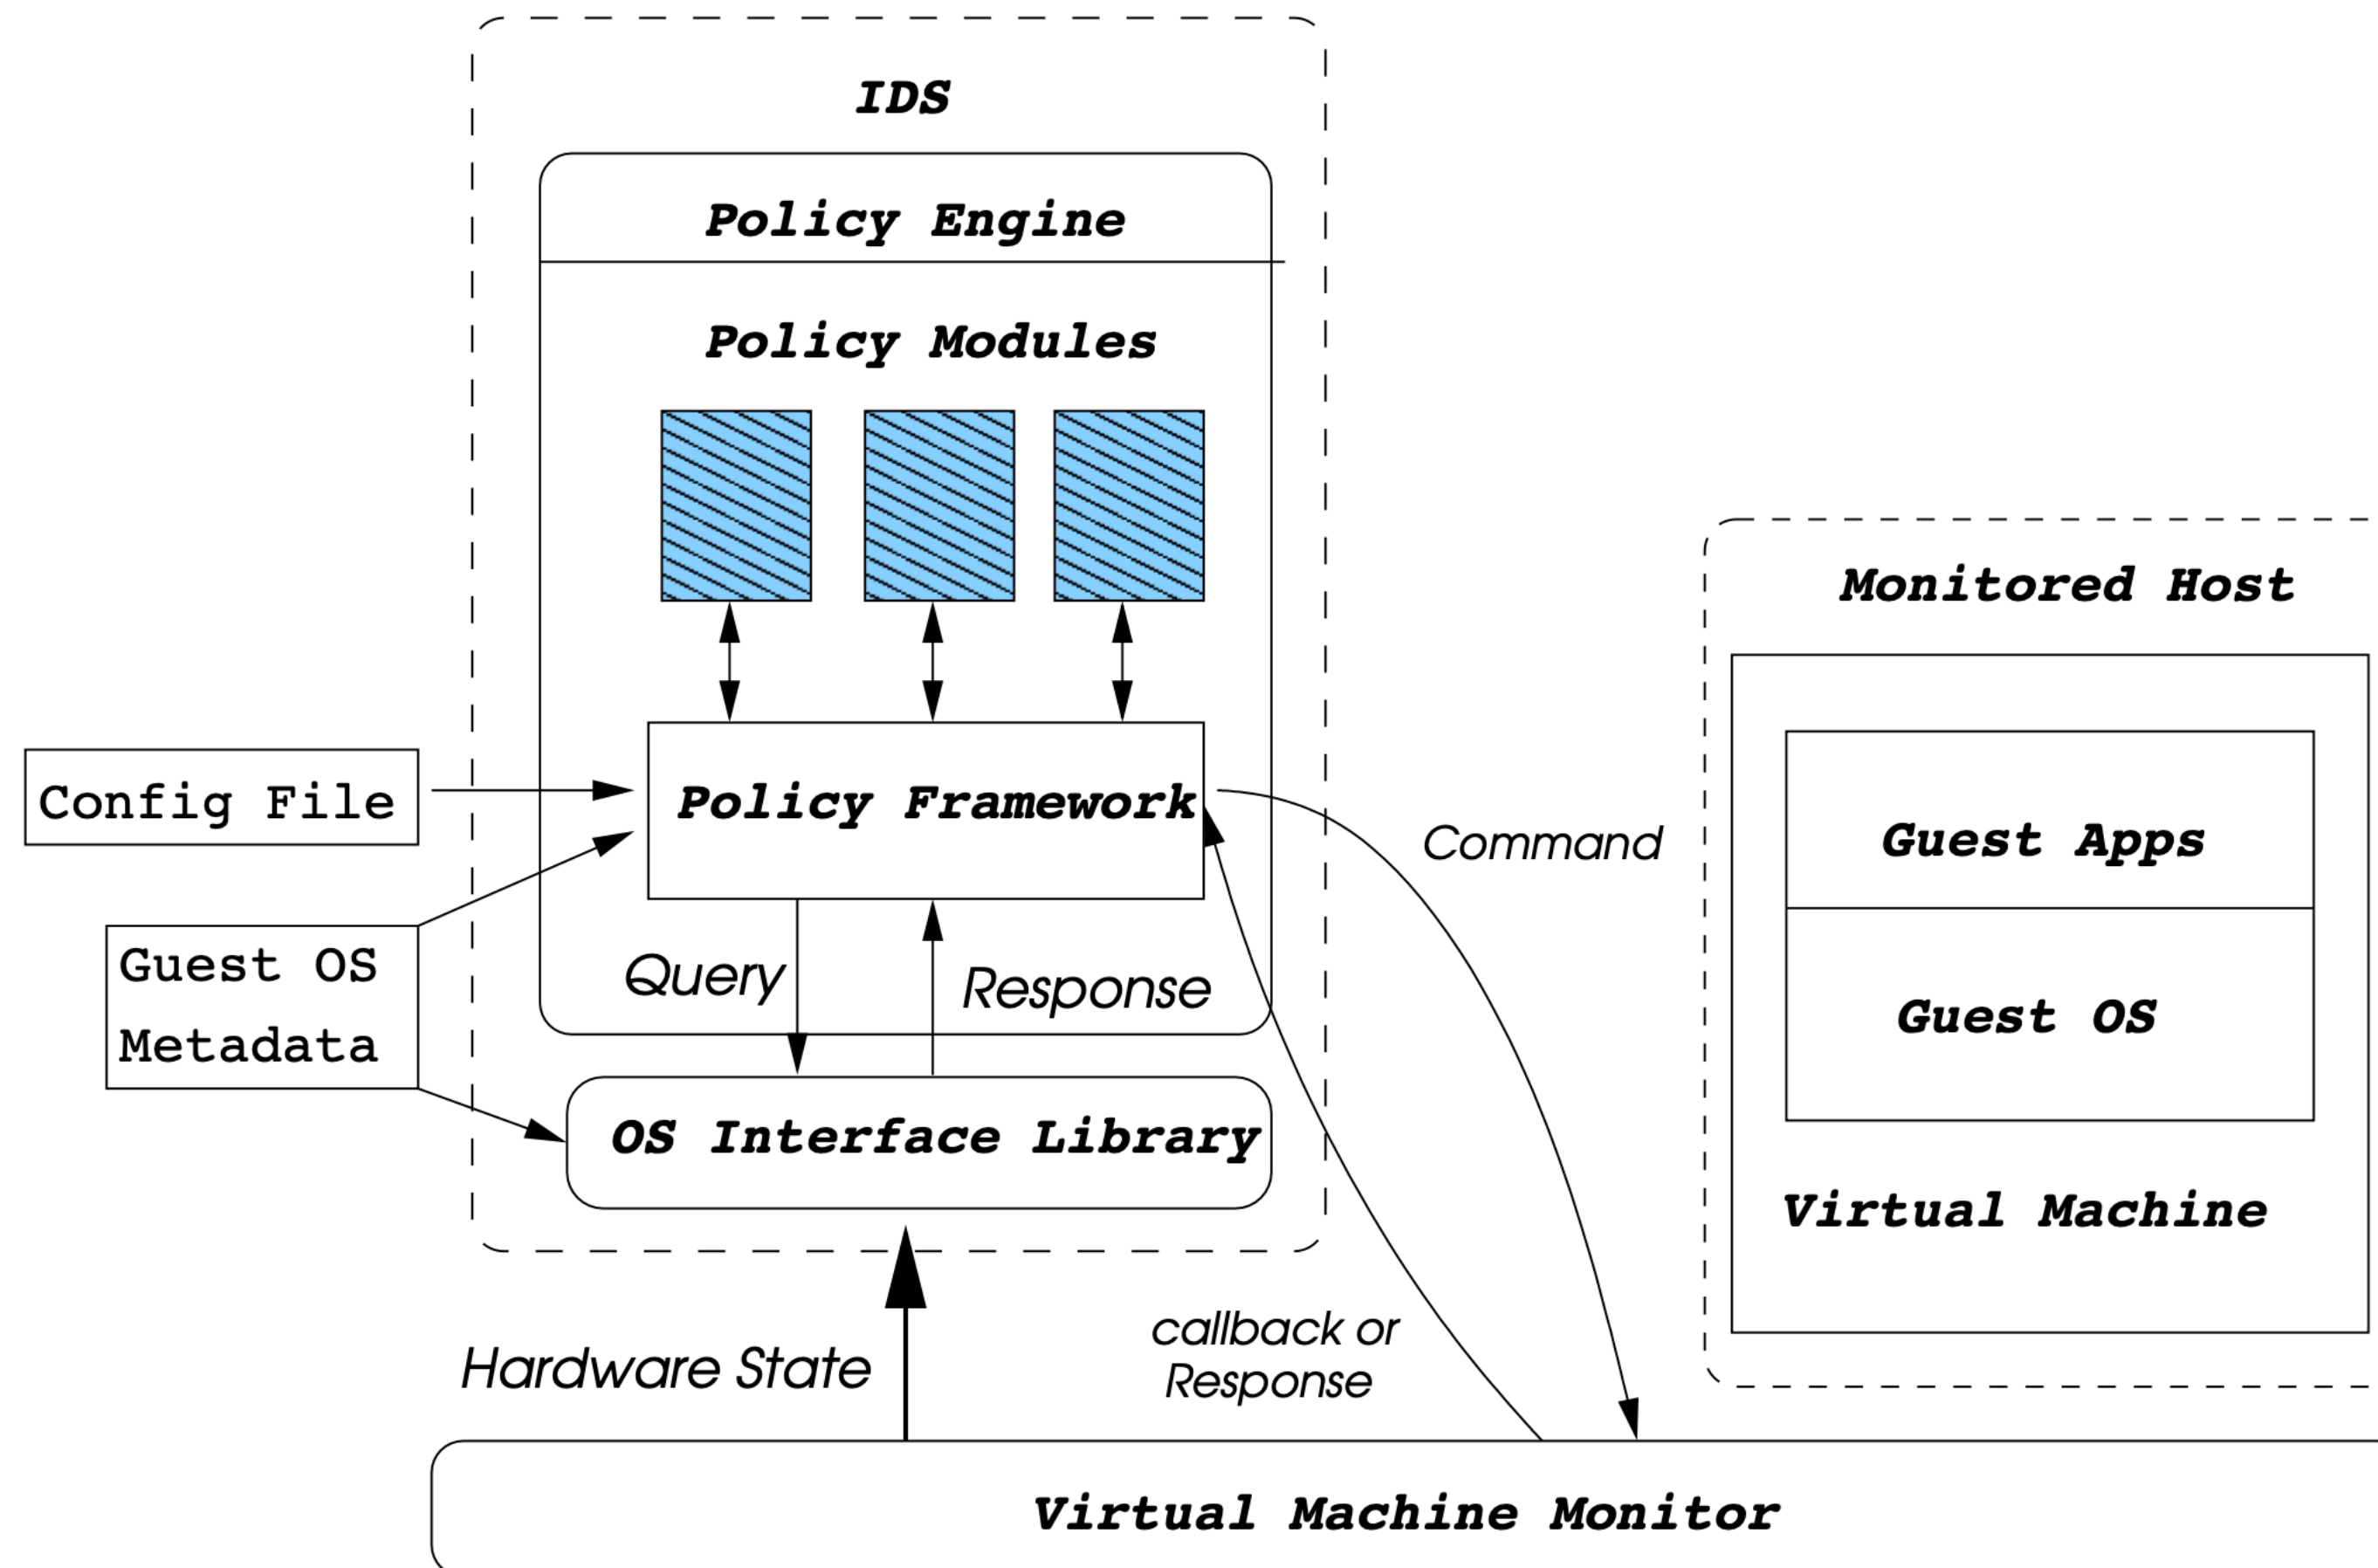 IDS
Policy Engine
Policy Modules
Monitored Host
Config File
Policy Framework
Command
Guest Apps
Guest OS
Metadata
Query
Response
Guest OS
OS Interface Library
Virtual Machine
Hardware State
callback or
Response
Virtual Machine Monitor